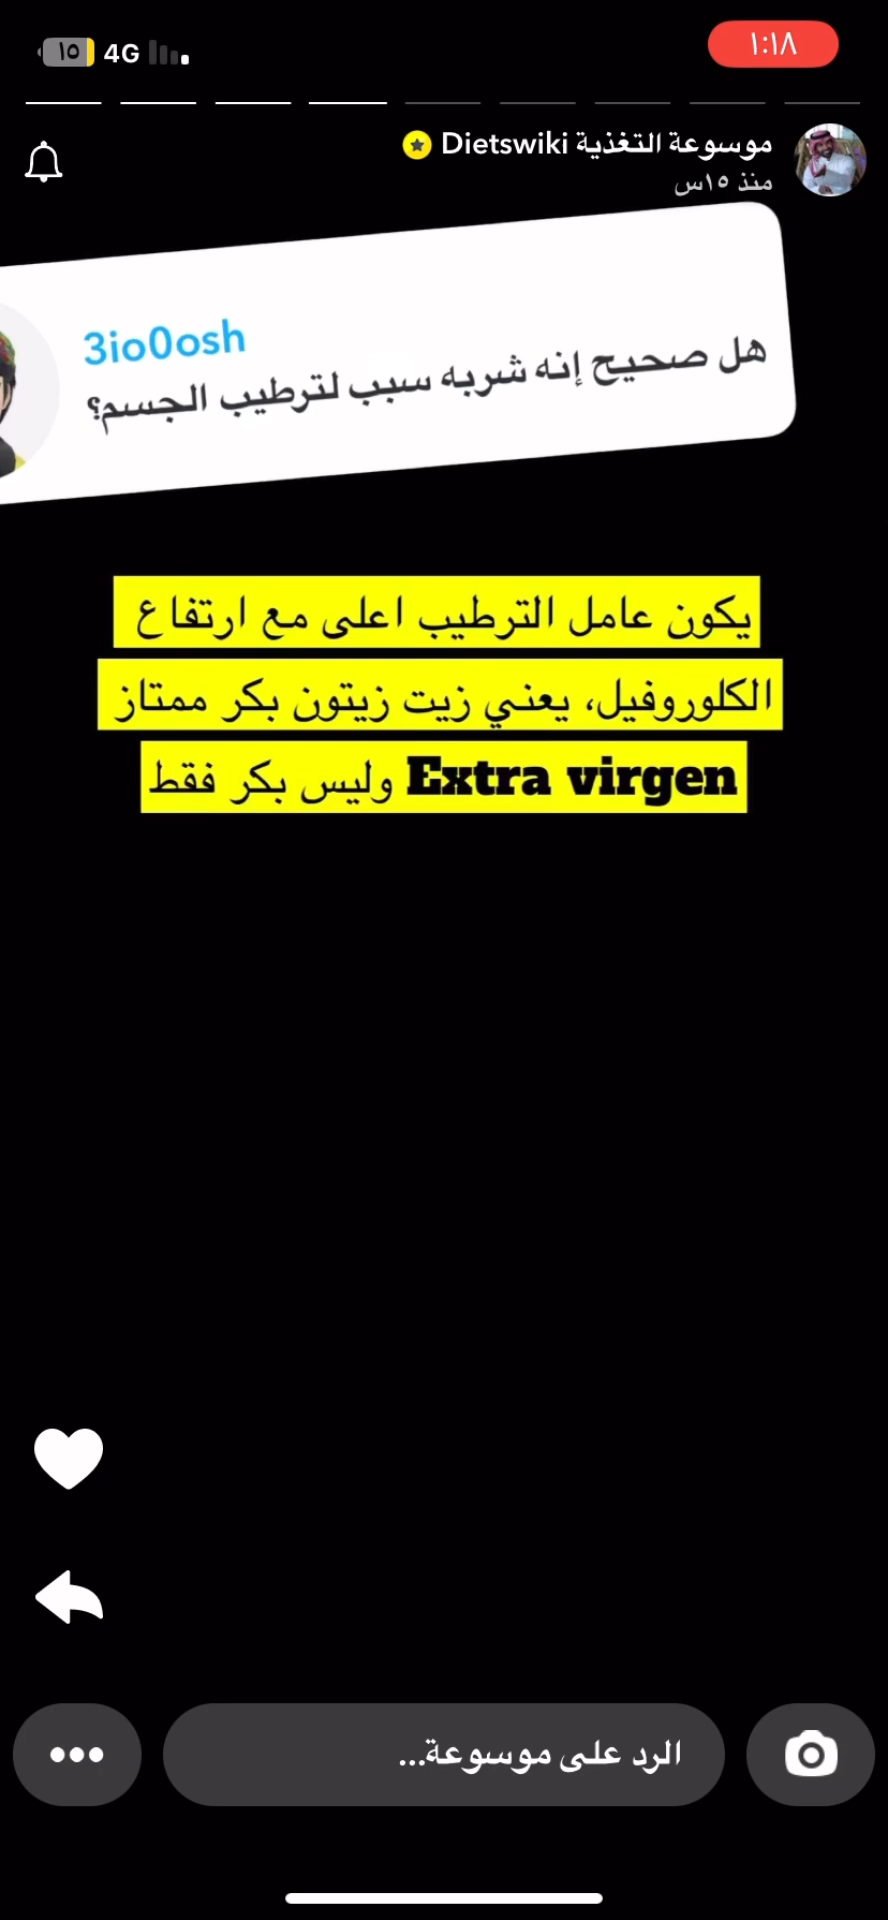 ١:١٨
4G
١٥
موسوعة التغذية Dietswiki
منذ ١٥س
3io0osh
هل صحيح إنه شربه سبب لترطيب الجسم؟
يكون عامل الترطيب اعلى مع ارتفاع
الكلوروفيل، يعني زيت زيتون بكر ممتاز
Extra virgen وليس بكر فقط
الرد على موسوعة...